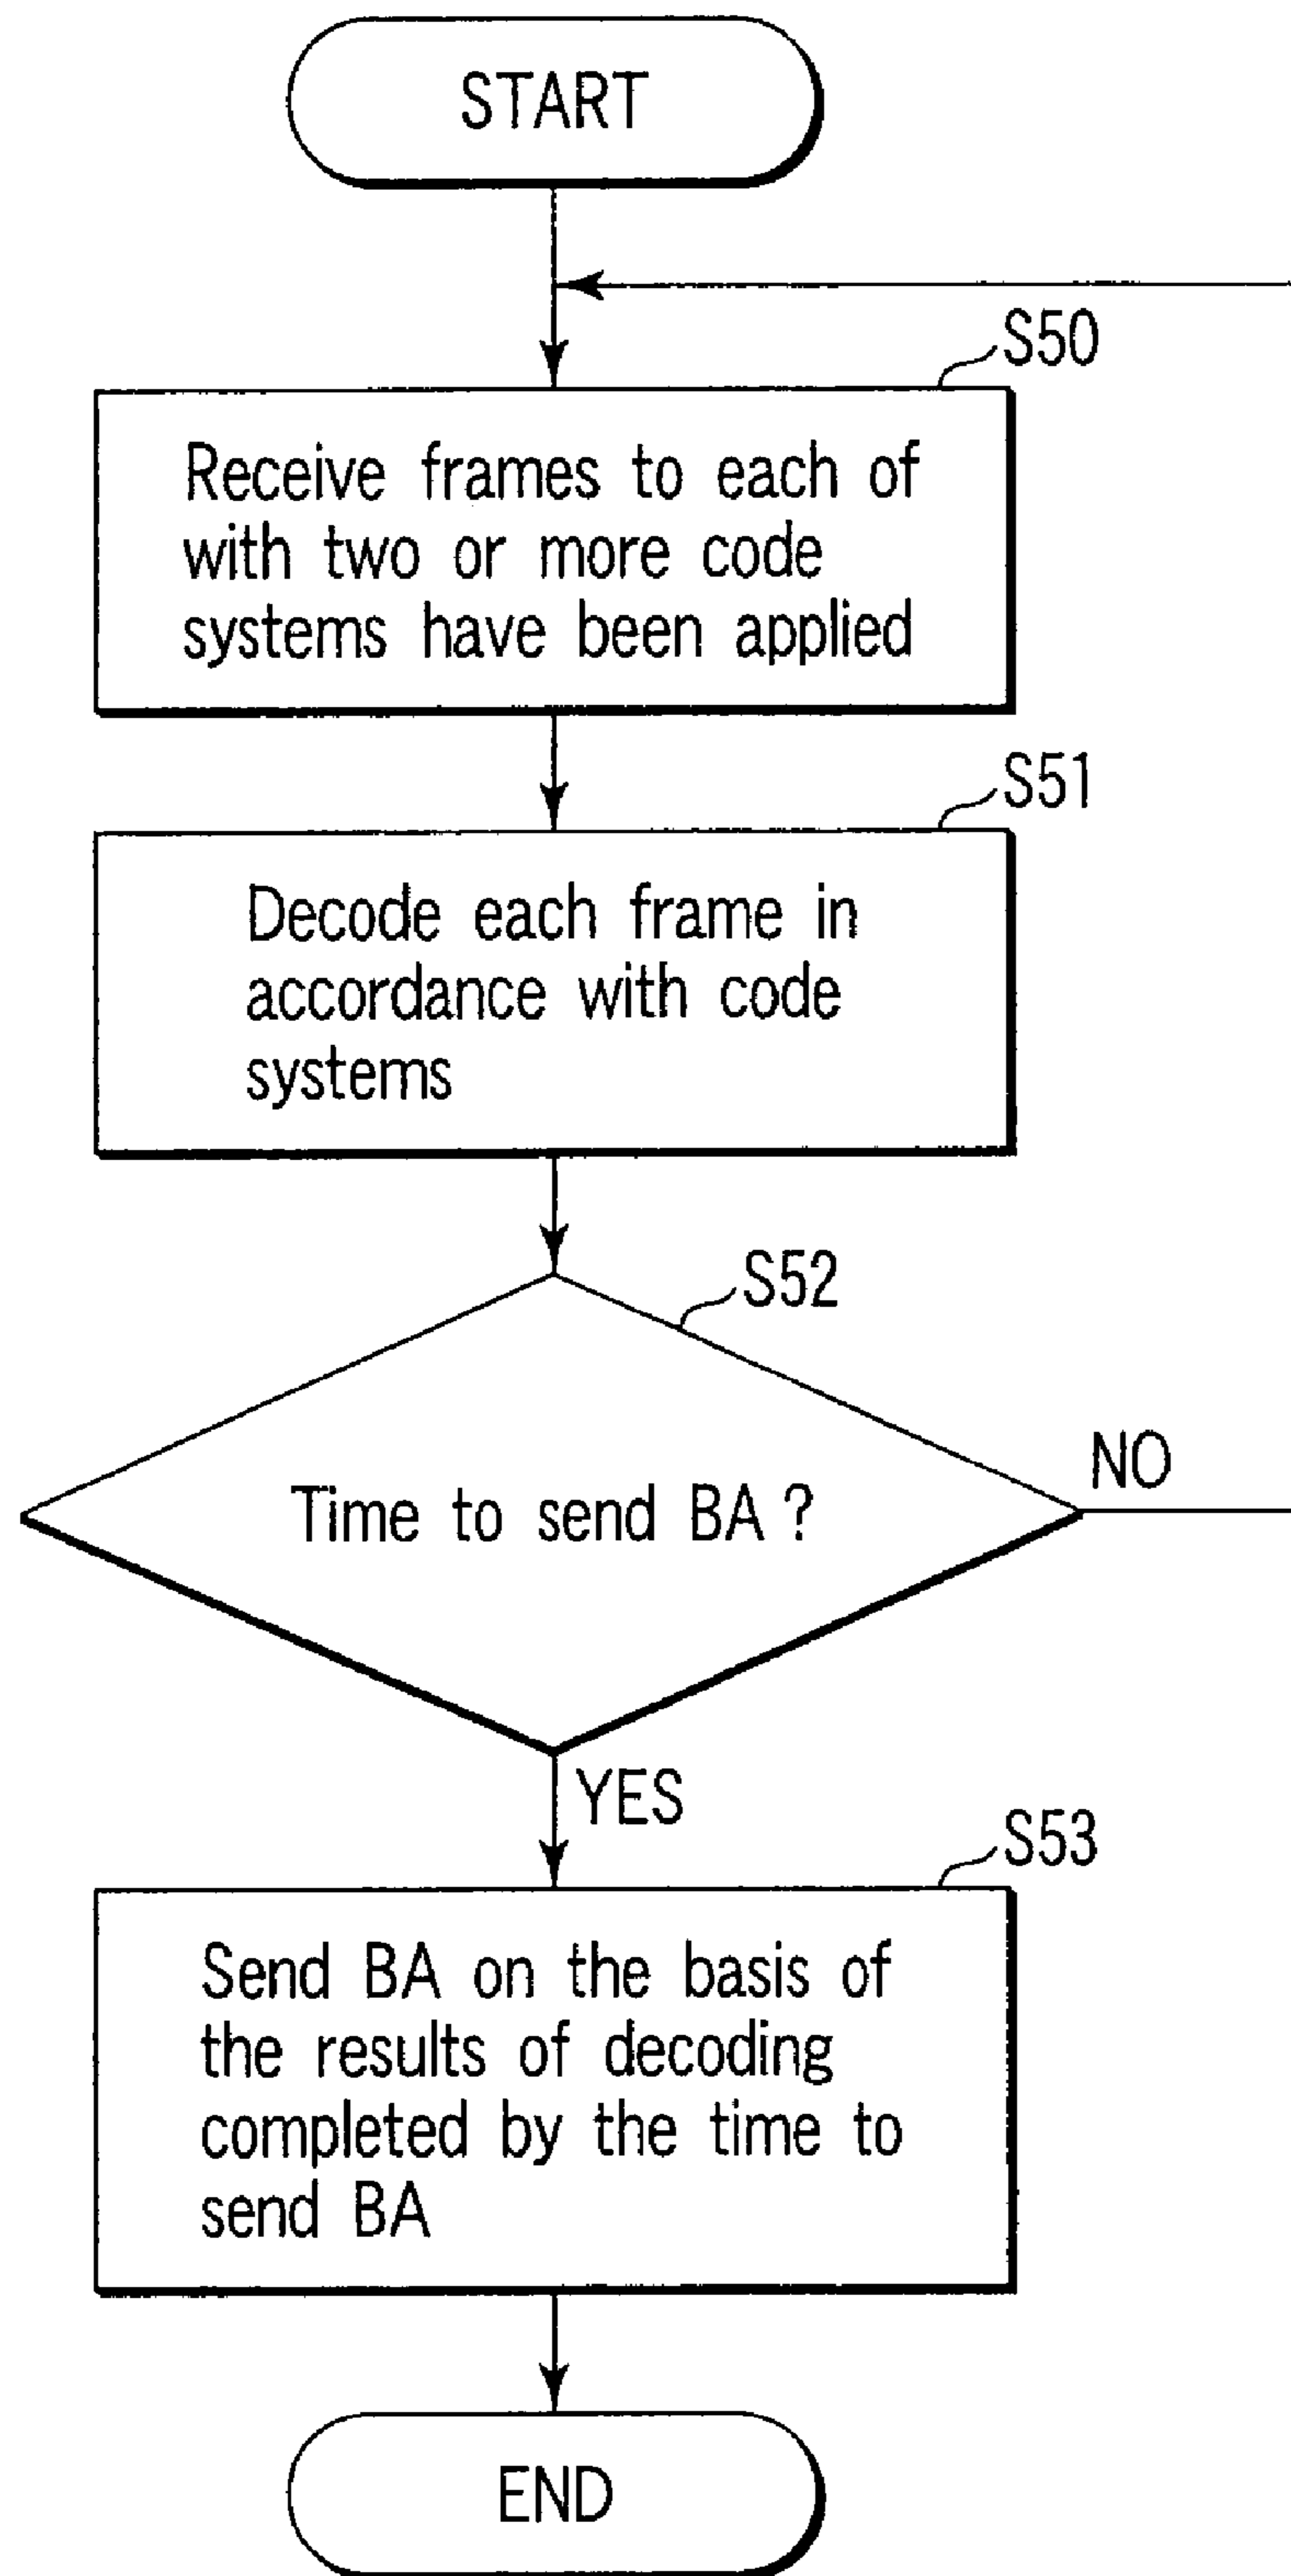 START
S50
Receive frames to each of
with two or more code
systems have been applied
S51
Decode each frame in
accordance with code
systems
S52
Time to send BA ?
NO
YES
S53
Send BA on the basis of
the results of decoding
completed by the time to
send BA
END